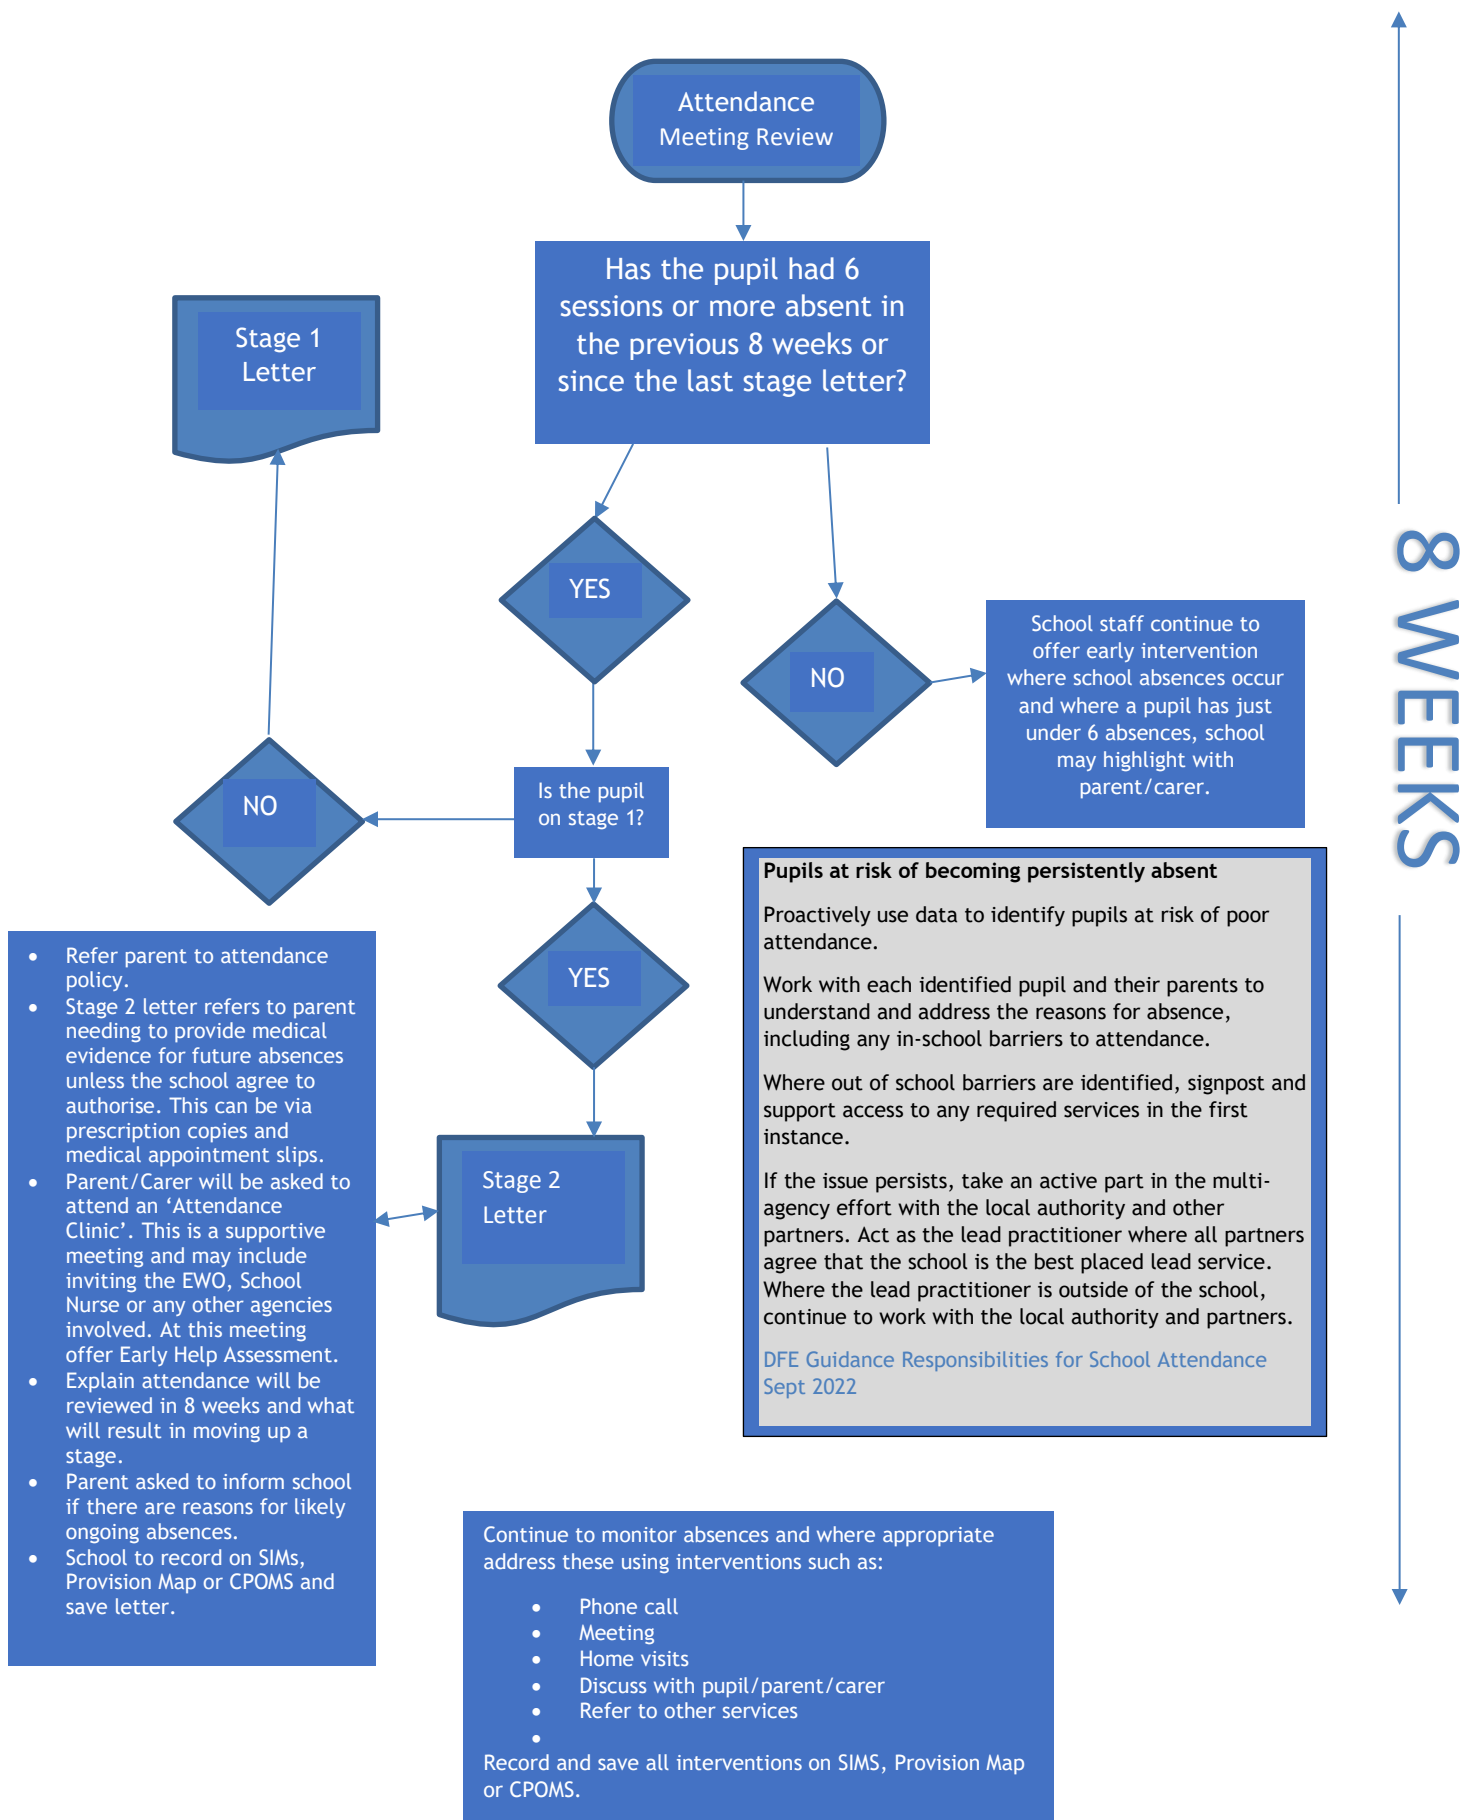 Attendance
Meeting Review
Has the pupil had 6
sessions or more absent in
the previous 8 weeks or
since the last stage letter?
Stage 1
Letter
YES
NO
School staff continue to
offer early intervention
where school absences occur
and where a pupil has just
under 6 absences, school
may highlight with
parent/carer.
8 WEEKS
Is the pupil
on stage 1?
NO
YES
Stage 2
Letter
• Refer parent to attendance
policy.
• Stage 2 letter refers to parent
needing to provide medical
evidence for future absences
unless the school agree to
authorise. This can be via
prescription copies and
medical appointment slips.
• Parent/Carer will be asked to
attend an ‘Attendance
Clinic’. This is a supportive
meeting and may include
inviting the EWO, School
Nurse or any other agencies
involved. At this meeting
offer Early Help Assessment.
• Explain attendance will be
reviewed in 8 weeks and what
will result in moving up a
stage.
• Parent asked to inform school
if there are reasons for likely
ongoing absences.
• School to record on SIMs,
Provision Map or CPOMS and
save letter.
Pupils at risk of becoming persistently absent
Proactively use data to identify pupils at risk of poor
attendance.
Work with each identified pupil and their parents to
understand and address the reasons for absence,
including any in-school barriers to attendance.
Where out of school barriers are identified, signpost and
support access to any required services in the first
instance.
If the issue persists, take an active part in the multi-
agency effort with the local authority and other
partners. Act as the lead practitioner where all partners
agree that the school is the best placed lead service.
Where the lead practitioner is outside of the school,
continue to work with the local authority and partners.
DFE Guidance Responsibilities for School Attendance
Sept 2022
Continue to monitor absences and where appropriate
address these using interventions such as:
• Phone call
• Meeting
• Home visits
• Discuss with pupil/parent/carer
• Refer to other services
•
Record and save all interventions on SIMS, Provision Map
or CPOMS.